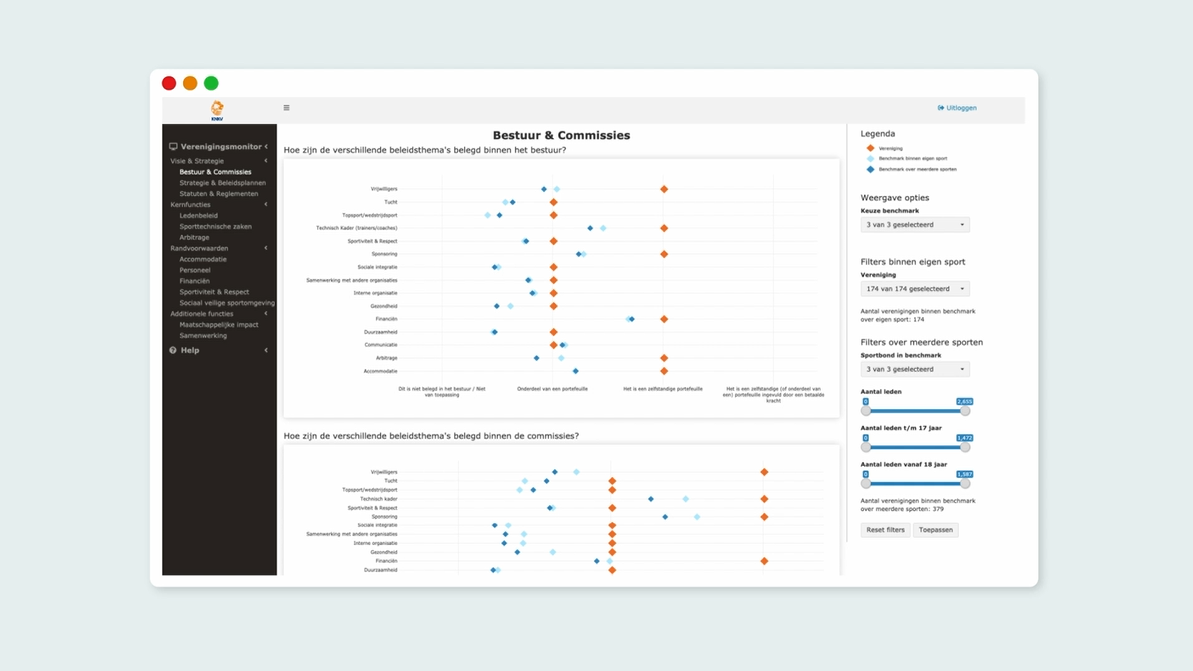 KNKV
Uitloggen
Verenigingsmonitor
Visie & Strategie
Bestuur & Commissies
Strategie & Beleidsplannen
Statuten & Reglementen
Kernfuncties
Ledenbeleid
Sporttechnische zaken
Arbitrage
Randvoorwaarden
Accommodatie
Personeel
Financiën
Sportiviteit & Respect
Sociaal veilige sportomgeving
Additionele functies
Maatschappelijke impact
Samenwerking
Help
Bestuur & Commissies
Hoe zijn de verschillende beleidsthema's belegd binnen het bestuur?
Vrijwilligers
Tucht
Topsport/wedstrijdsport
Technisch Kader (trainers/coaches)
Sportiviteit & Respect
Sponsoring
Sociale integratie
Samenwerking met andere organisaties
Interne organisatie
Gezondheid
Financiën
Duurzaamheid
Communicatie
Arbitrage
Accommodatie
Dit is niet belegd in het bestuur / Niet
van toepassing
Onderdeel van een portefeuille
Het is een zelfstandige portefeuille
Het is een zelfstandige (of onderdeel van
een) portefeuille ingevuld door een betaalde
kracht
Hoe zijn de verschillende beleidsthema's belegd binnen de commissies?
Vrijwilligers
Tucht
Topsport/wedstrijdsport
Technisch kader
Sportiviteit & Respect
Sponsoring
Sociale integratie
Samenwerking met andere organisaties
Interne organisatie
Gezondheid
Financiën
Duurzaamheid
Legenda
Vereniging
Benchmark binnen eigen sport
Benchmark over meerdere sporten
Weergave opties
Keuze benchmark
3 van 3 geselecteerd
Filters binnen eigen sport
Vereniging
174 van 174 geselecteerd
Aantal verenigingen binnen benchmark
over eigen sport: 174
Filters over meerdere sporten
Sportbond in benchmark
3 van 3 geselecteerd
Aantal leden
0 2,655
Aantal leden t/m 17 jaar
0 1,472
Aantal leden vanaf 18 jaar
0 1,587
Aantal verenigingen binnen benchmark
over meerdere sporten: 379
Reset filters Toepassen